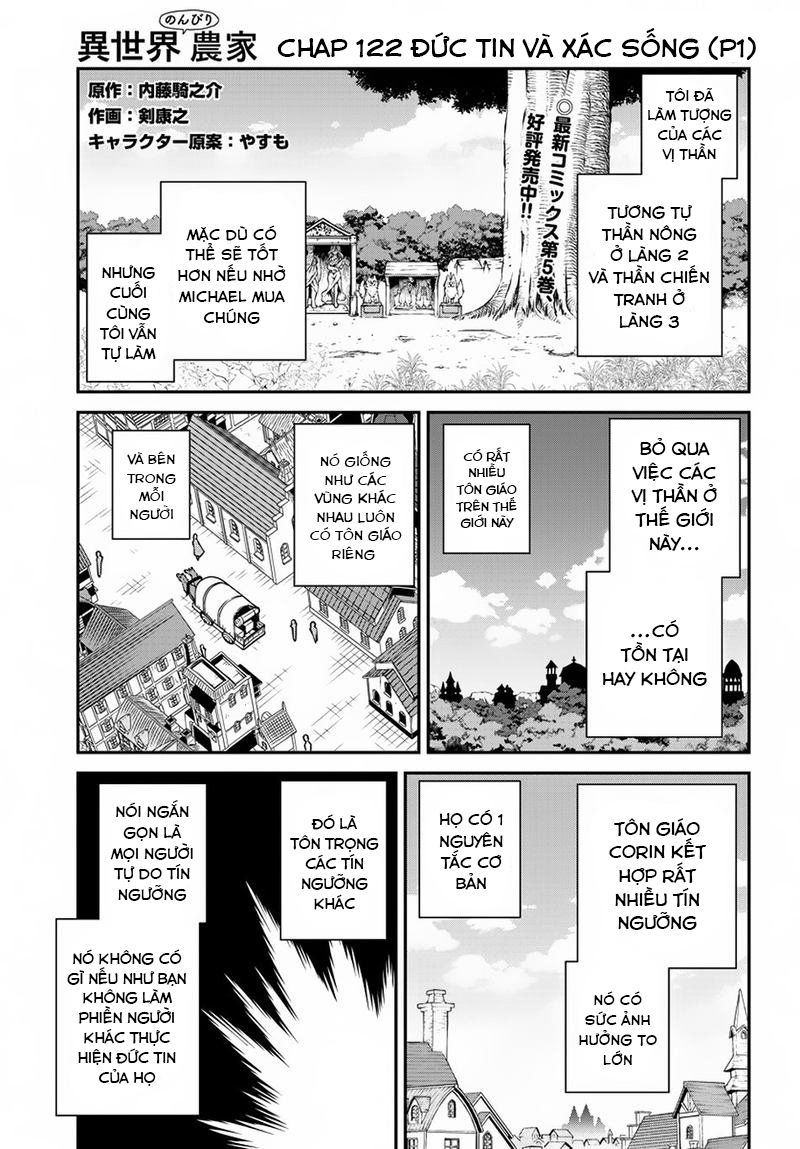 のんびり
異世界 農家
CHAP 122 ĐỨC TIN VÀ XÁC SỐNG (P1)
原作：内藤騎之介
作画：剣康之
キャラクター原案：やすも
◎最新コミックス第5巻、
好評発売中!!
TÔI ĐÃ
LÀM TƯỢNG
CỦA CÁC
VỊ THẦN
TƯƠNG TỰ
THẦN NÔNG
Ở LÀNG 2
VÀ THẦN CHIẾN
TRANH Ở
LÀNG 3
MẶC DÙ CÓ
THỂ SẼ TỐT
HƠN NẾU NHỜ
MICHAEL MUA
CHÚNG
NHƯNG
CUỐI
CÙNG
TÔI VẪN
TỰ LÀM
BỎ QUA
VIỆC CÁC
VỊ THẦN Ở
THẾ GIỚI
NÀY...
...CÓ
TỒN TẠI
HAY KHÔNG
CÓ RẤT
NHIỀU
TÔN GIÁO
TRÊN THẾ
GIỚI NÀY
NÓ GIỐNG
NHƯ CÁC
VÙNG KHÁC
NHAU LUÔN
CÓ TÔN GIÁO
RIÊNG
VÀ BÊN
TRONG
MỖI
NGƯỜI
TÔN GIÁO
CORIN KẾT
HỢP RẤT
NHIỀU TÍN
NGƯỠNG
NÓ CÓ
SỨC ẢNH
HƯỞNG TO
LỚN
HỌ CÓ 1
NGUYÊN
TẮC CƠ
BẢN
ĐÓ LÀ
TÔN TRỌNG
CÁC TÍN
NGƯỠNG
KHÁC
NÓI NGẮN
GỌN LÀ
MỌI NGƯỜI
TỰ DO TÍN
NGƯỠNG
NÓ KHÔNG CÓ
GÌ NẾU NHƯ BẠN
KHÔNG LÀM
PHIỀN NGƯỜI
KHÁC THỰC
HIỆN ĐỨC TIN
CỦA HỌ